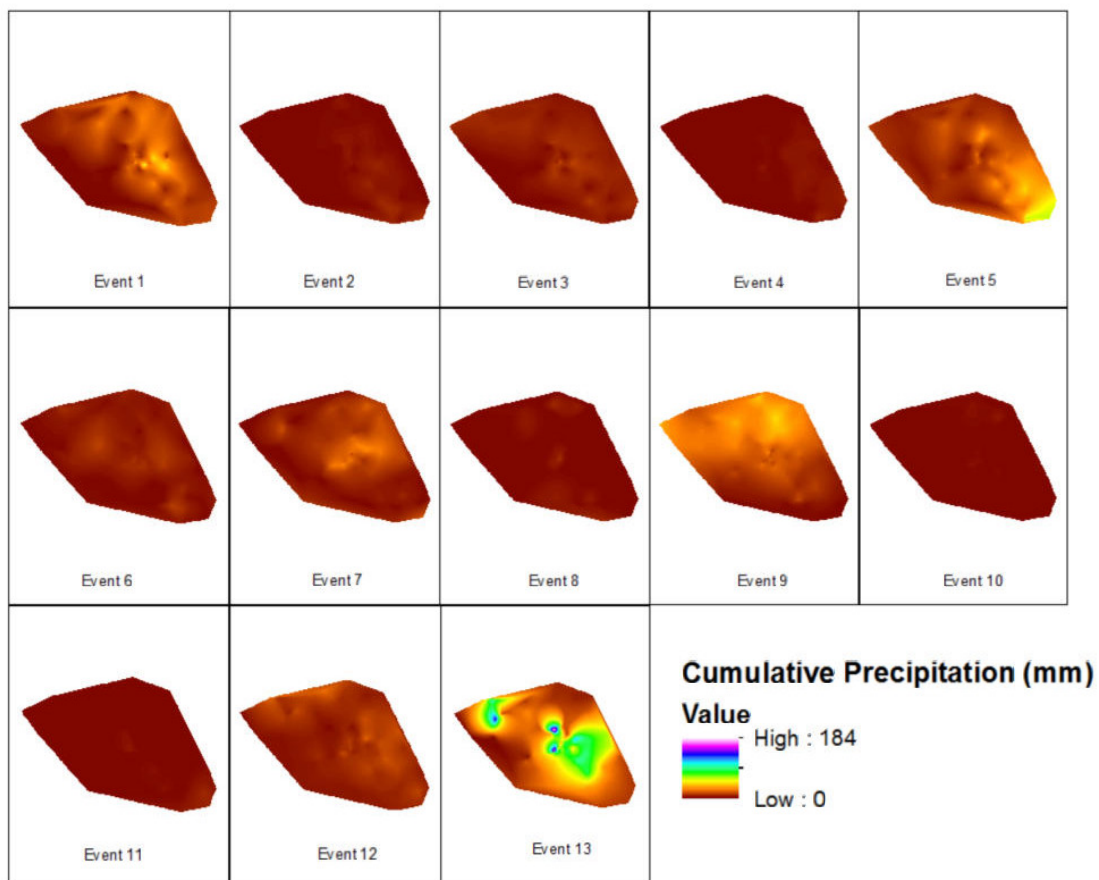 Event 1
Event 2
Event 3
Event 4
Event 5
Event 6
Event 7
Event 8
Event 9
Event 10
Event 11
Event 12
Event 13
Cumulative Precipitation (mm)
Value
High : 184
Low : 0